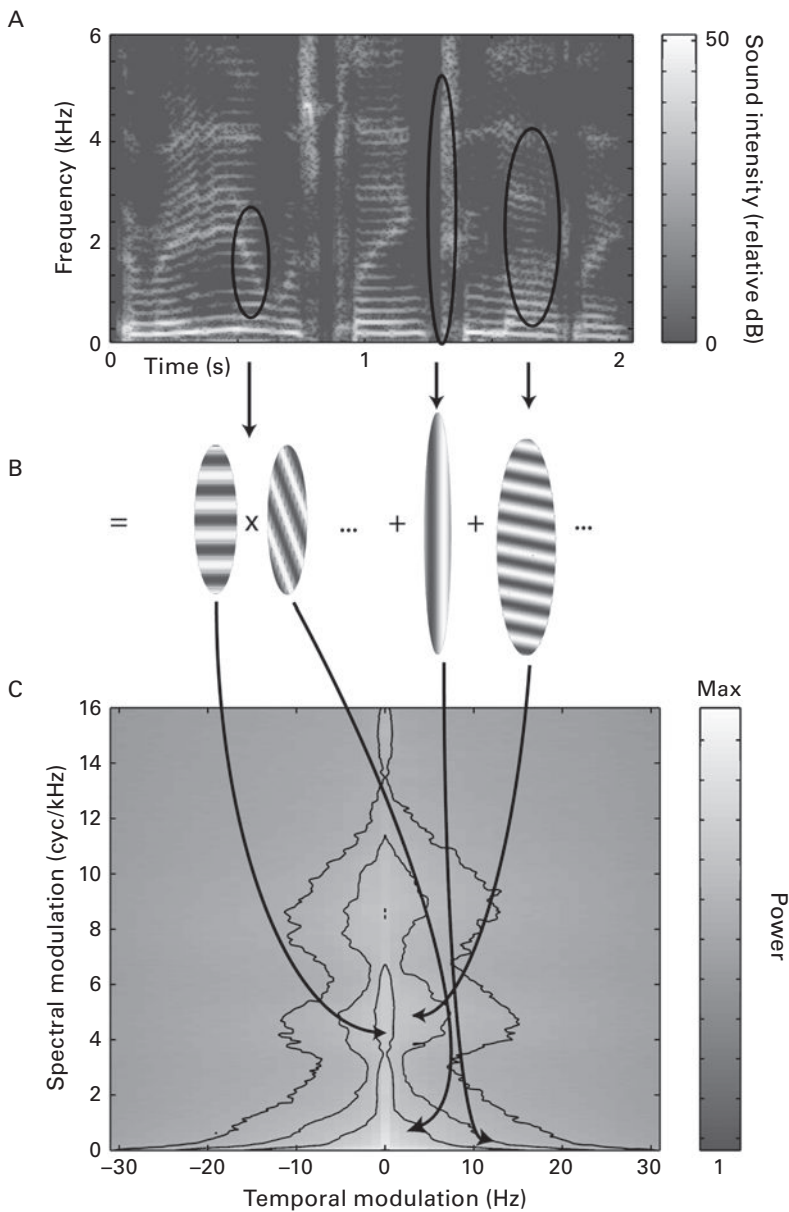 A
6
4
2
0
Frequency (kHz)
0
1
2
Time (s)
50
0
Sound intensity (relative dB)
B
=
x
...
+
+
...
C
16
14
12
10
8
6
4
2
0
Spectral modulation (cyc/kHz)
–30
–20
–10
0
10
20
30
Temporal modulation (Hz)
Max
1
Power